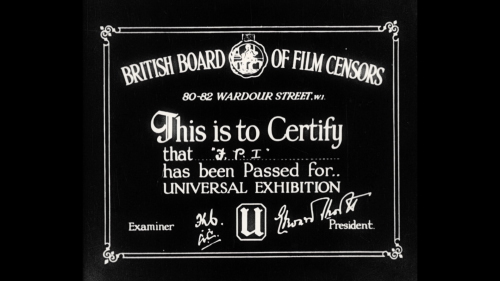 BRITISH BOARD OF FILM CENSORS
80-82 WARDOUR STREET, W.1.
This is to Certify
that "F.P.1"
has been Passed for..
UNIVERSAL EXHIBITION
Examiner
U
President.